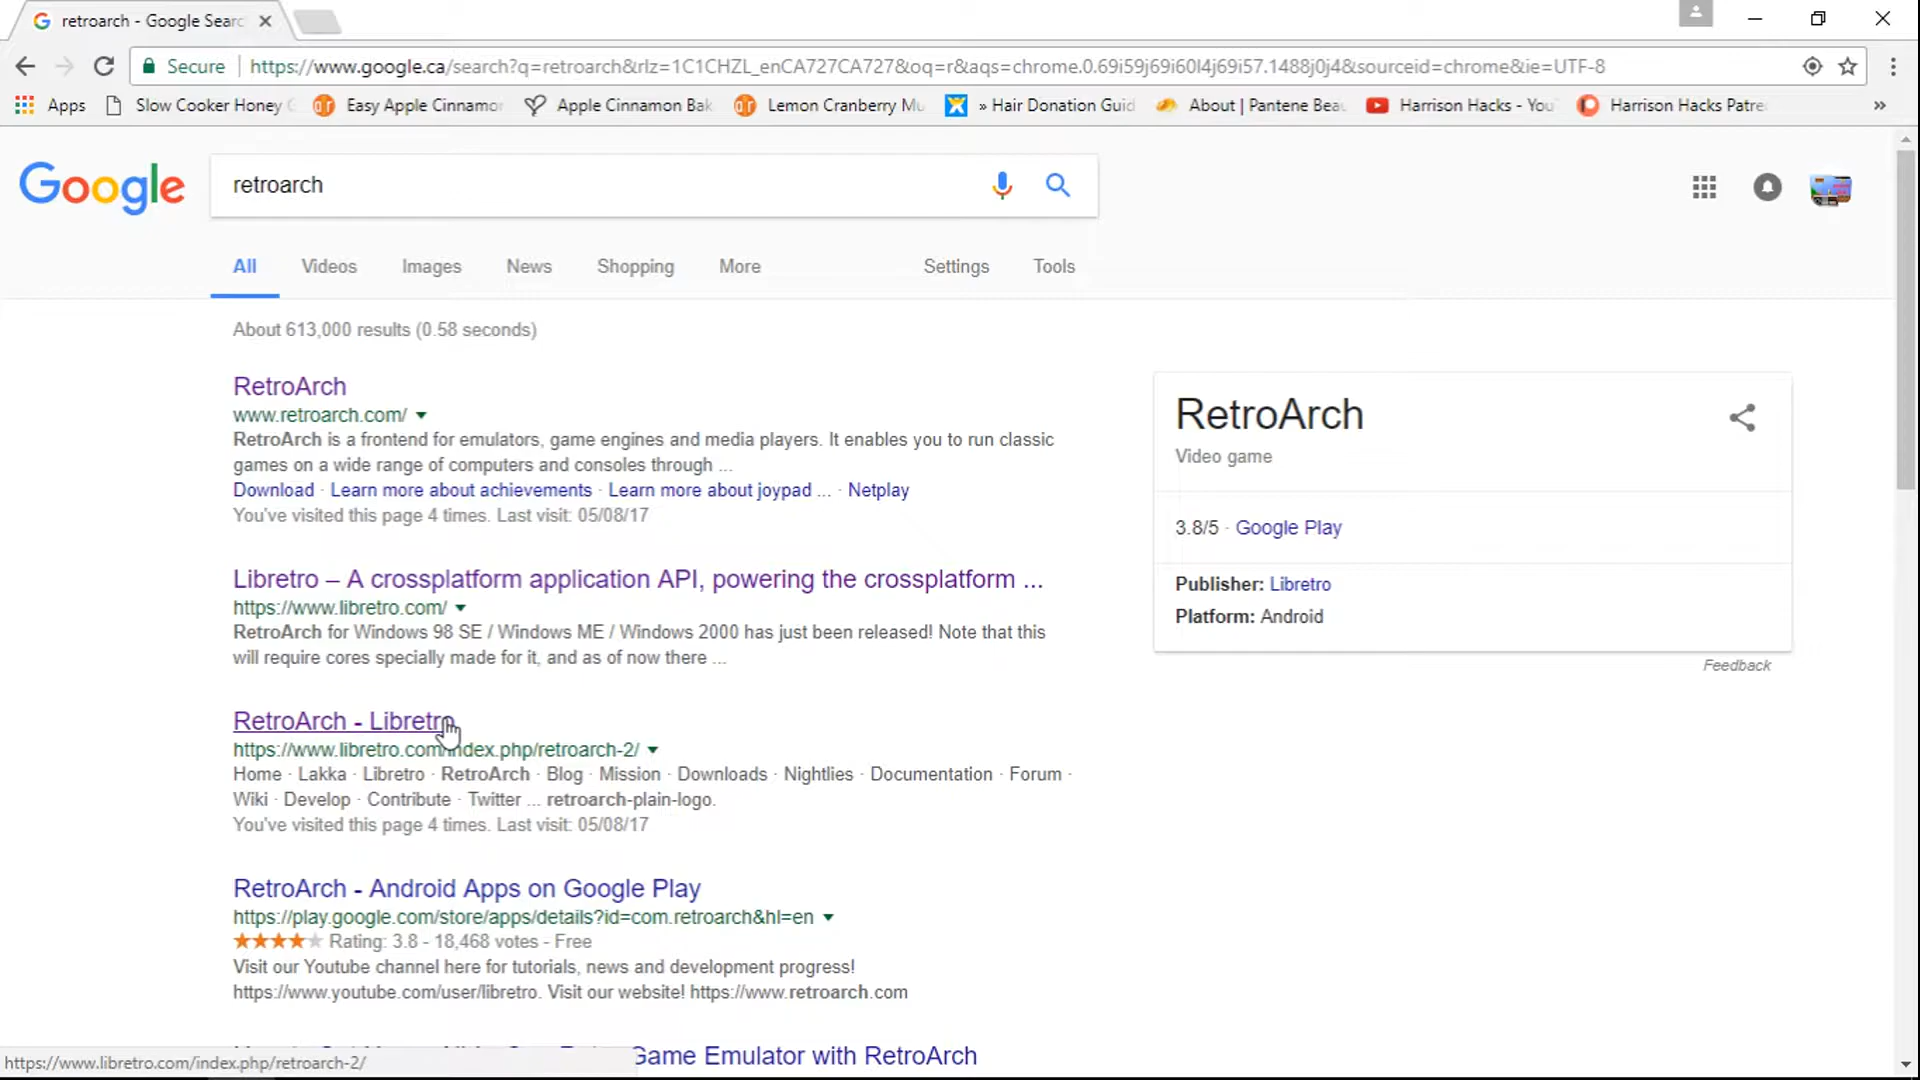 retroarch - Google Searc
Secure https://www.google.ca/search?q=retroarch&rlz=1C1CHZL_enCA727CA727&oq=r&aqs=chrome.0.69i59j69i60l4j69i57.1488j0j4&sourceid=chrome&ie=UTF-8
Apps Slow Cooker Honey Easy Apple Cinnamon Apple Cinnamon Bak Lemon Cranberry Mu » Hair Donation Guid About | Pantene Beau Harrison Hacks - You Harrison Hacks Patre »
Google retroarch
All Videos Images News Shopping More Settings Tools
About 613,000 results (0.58 seconds)
RetroArch
www.retroarch.com/
RetroArch is a frontend for emulators, game engines and media players. It enables you to run classic
games on a wide range of computers and consoles through ...
Download · Learn more about achievements · Learn more about joypad ... · Netplay
You've visited this page 4 times. Last visit: 05/08/17
Libretro – A crossplatform application API, powering the crossplatform ...
https://www.libretro.com/
RetroArch for Windows 98 SE / Windows ME / Windows 2000 has just been released! Note that this
will require cores specially made for it, and as of now there ...
RetroArch - Libretro
https://www.libretro.com/index.php/retroarch-2/
Home · Lakka · Libretro · RetroArch · Blog · Mission · Downloads · Nightlies · Documentation · Forum ·
Wiki · Develop · Contribute · Twitter ... retroarch-plain-logo.
You've visited this page 4 times. Last visit: 05/08/17
RetroArch - Android Apps on Google Play
https://play.google.com/store/apps/details?id=com.retroarch&hl=en
Rating: 3.8 - 18,468 votes - Free
Visit our Youtube channel here for tutorials, news and development progress!
https://www.youtube.com/user/libretro. Visit our website! https://www.retroarch.com
Game Emulator with RetroArch
https://www.libretro.com/index.php/retroarch-2/
RetroArch
Video game
3.8/5 · Google Play
Publisher: Libretro
Platform: Android
Feedback